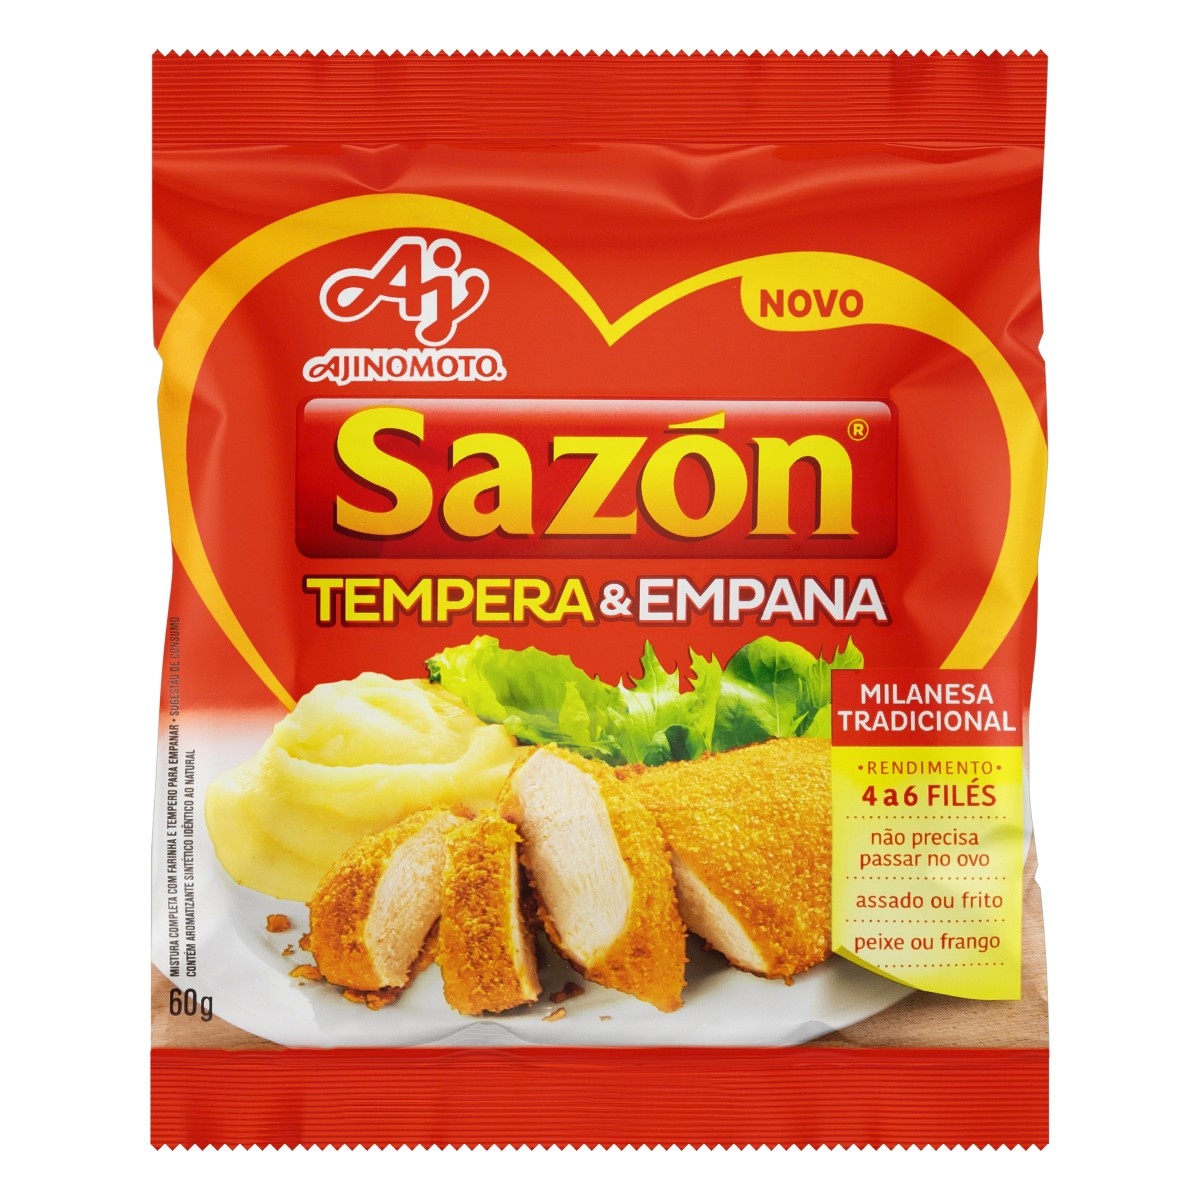 Aj
AJINOMOTO®
NOVO
Sazón®
TEMPERA&EMPANA
MILANESA
TRADICIONAL
•RENDIMENTO•
4 a 6 FILÉS
não precisa
passar no ovo
assado ou frito
peixe ou frango
MISTURA COMPLETA COM FARINHA E TEMPERO PARA EMPANAR • SUGESTÃO DE CONSUMO
CONTÉM AROMATIZANTE SINTÉTICO IDÊNTICO AO NATURAL
60g